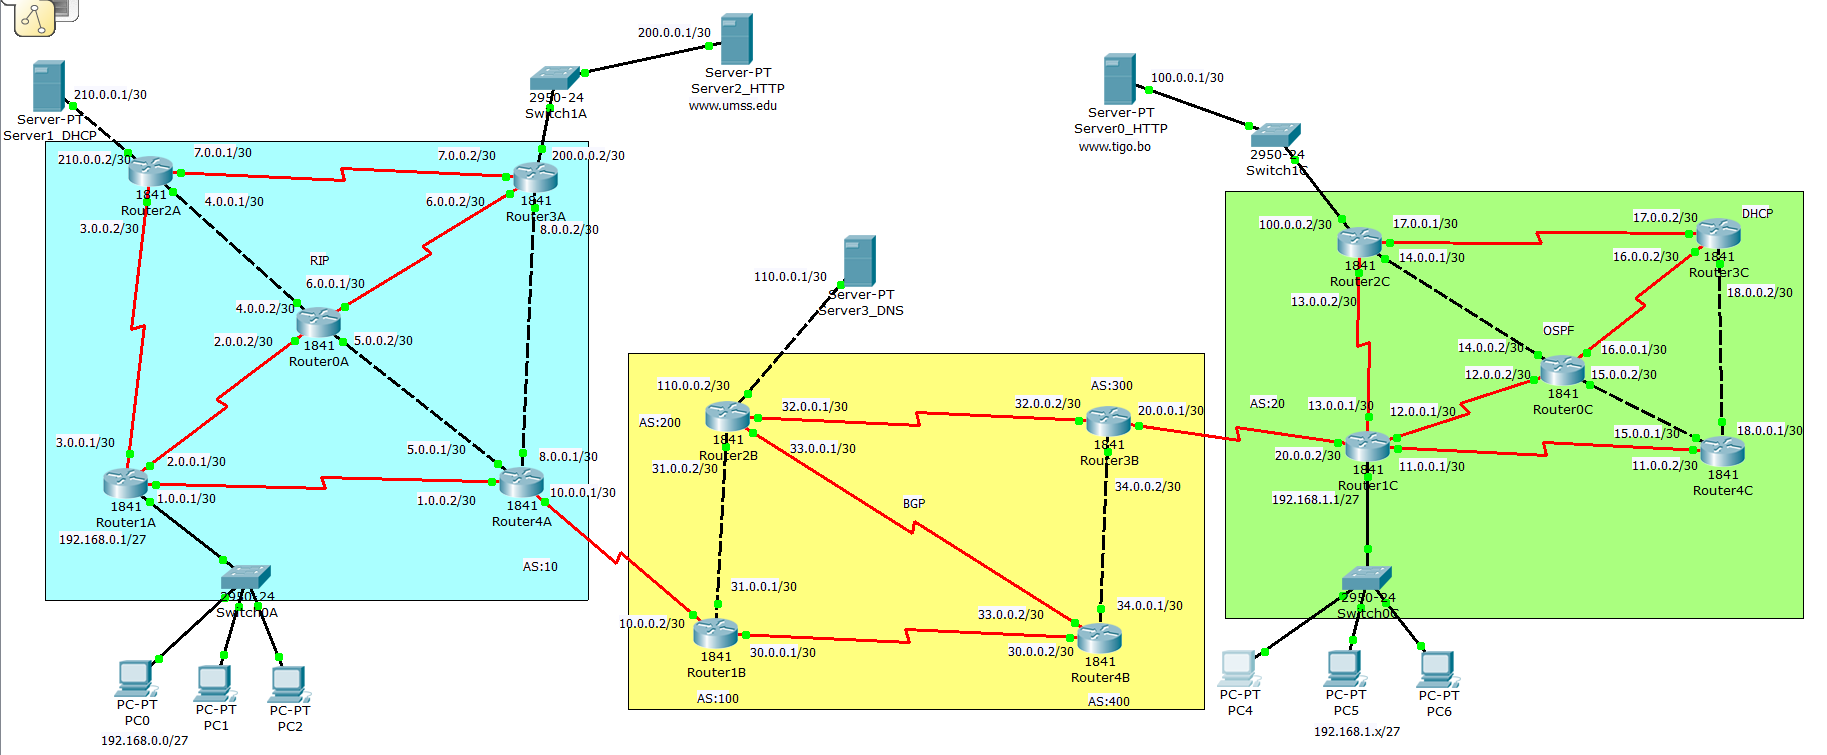 210.0.0.1/30
Server-PT
Server1_DHCP
210.0.0.2/30
7.0.0.1/30
1841
Router2A
3.0.0.2/30
4.0.0.1/30
200.0.0.1/30
Server-PT
Server2_HTTP
www.umss.edu
2950-24
Switch1A
7.0.0.2/30
200.0.0.2/30
6.0.0.2/30
1841
Router3A
8.0.0.2/30
RIP
6.0.0.1/30
4.0.0.2/30
2.0.0.2/30
5.0.0.2/30
1841
Router0A
3.0.0.1/30
2.0.0.1/30
1.0.0.1/30
1841
Router1A
192.168.0.1/27
5.0.0.1/30
8.0.0.1/30
1.0.0.2/30
10.0.0.1/30
1841
Router4A
AS:10
2950-24
Switch0A
PC-PT
PC0
PC-PT
PC1
PC-PT
PC2
192.168.0.0/27
110.0.0.1/30
Server-PT
Server3_DNS
110.0.0.2/30
AS:200
1841
Router2B
32.0.0.1/30
33.0.0.1/30
31.0.0.2/30
AS:300
32.0.0.2/30
20.0.0.1/30
1841
Router3B
34.0.0.2/30
BGP
31.0.0.1/30
10.0.0.2/30
30.0.0.1/30
1841
Router1B
AS:100
33.0.0.2/30
34.0.0.1/30
30.0.0.2/30
1841
Router4B
AS:400
100.0.0.1/30
Server-PT
Server0_HTTP
www.tigo.bo
2950-24
Switch1C
100.0.0.2/30
17.0.0.1/30
14.0.0.1/30
1841
Router2C
13.0.0.2/30
17.0.0.2/30
DHCP
16.0.0.2/30
1841
Router3C
18.0.0.2/30
OSPF
14.0.0.2/30
16.0.0.1/30
12.0.0.2/30
15.0.0.2/30
1841
Router0C
AS:20
13.0.0.1/30
12.0.0.1/30
20.0.0.2/30
11.0.0.1/30
1841
Router1C
192.168.1.1/27
15.0.0.1/30
18.0.0.1/30
11.0.0.2/30
1841
Router4C
2950-24
Switch0C
PC-PT
PC4
PC-PT
PC5
PC-PT
PC6
192.168.1.x/27